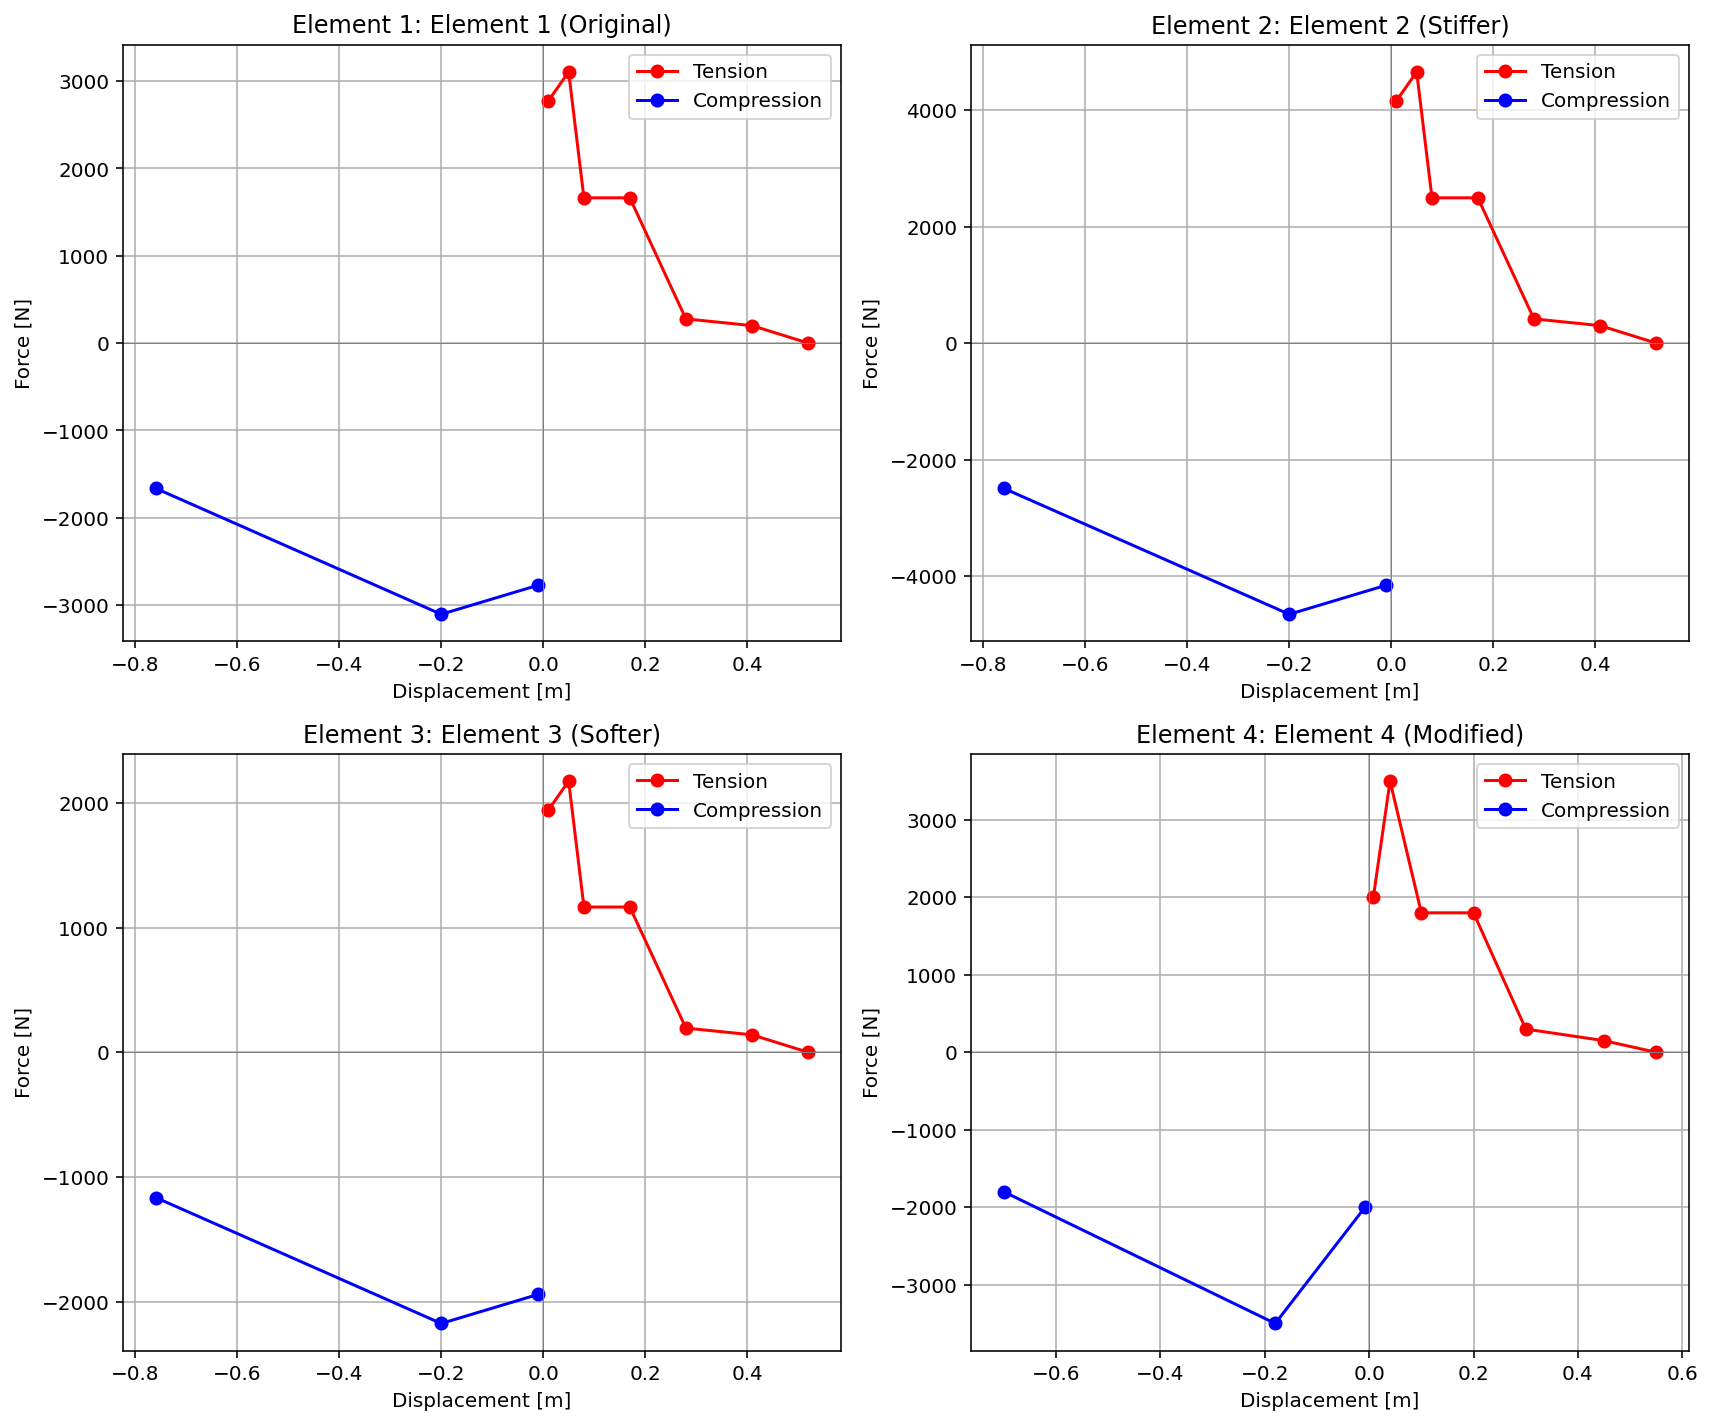 Element 1: Element 1 (Original)
Tension
Compression
3000
2000
1000
0
−1000
−2000
−3000
Force [N]
−0.8
−0.6
−0.4
−0.2
0.0
0.2
0.4
Displacement [m]
Element 2: Element 2 (Stiffer)
Tension
Compression
4000
2000
0
−2000
−4000
Force [N]
−0.8
−0.6
−0.4
−0.2
0.0
0.2
0.4
Displacement [m]
Element 3: Element 3 (Softer)
Tension
Compression
2000
1000
0
−1000
−2000
Force [N]
−0.8
−0.6
−0.4
−0.2
0.0
0.2
0.4
Displacement [m]
Element 4: Element 4 (Modified)
Tension
Compression
3000
2000
1000
0
−1000
−2000
−3000
Force [N]
−0.6
−0.4
−0.2
0.0
0.2
0.4
0.6
Displacement [m]